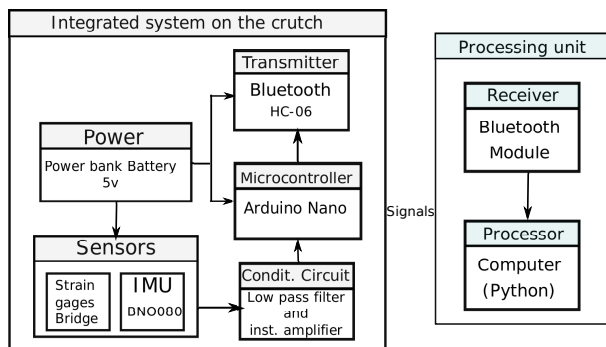 Integrated system on the crutch
Transmitter
Bluetooth
HC-06
Power
Power bank Battery
5v
Microcontroller
Arduino Nano
Sensors
Strain
gages
Bridge
IMU
Condit. Circuit
Low pass filter
and
inst. amplifier
Signals
Processing unit
Receiver
Bluetooth
Module
Processor
Computer
(Python)